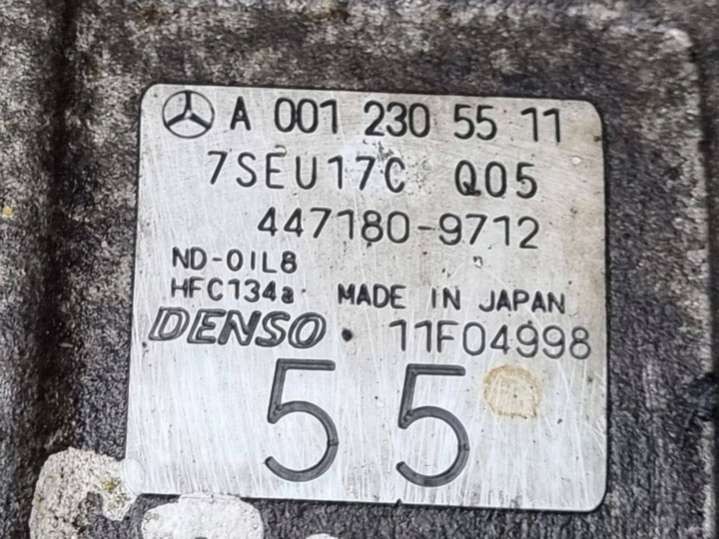 A 001 230 55 11
7SEU17C Q05
447180-9712
ND-OIL8
HFC134a MADE IN JAPAN
DENSO · 11F04998
55